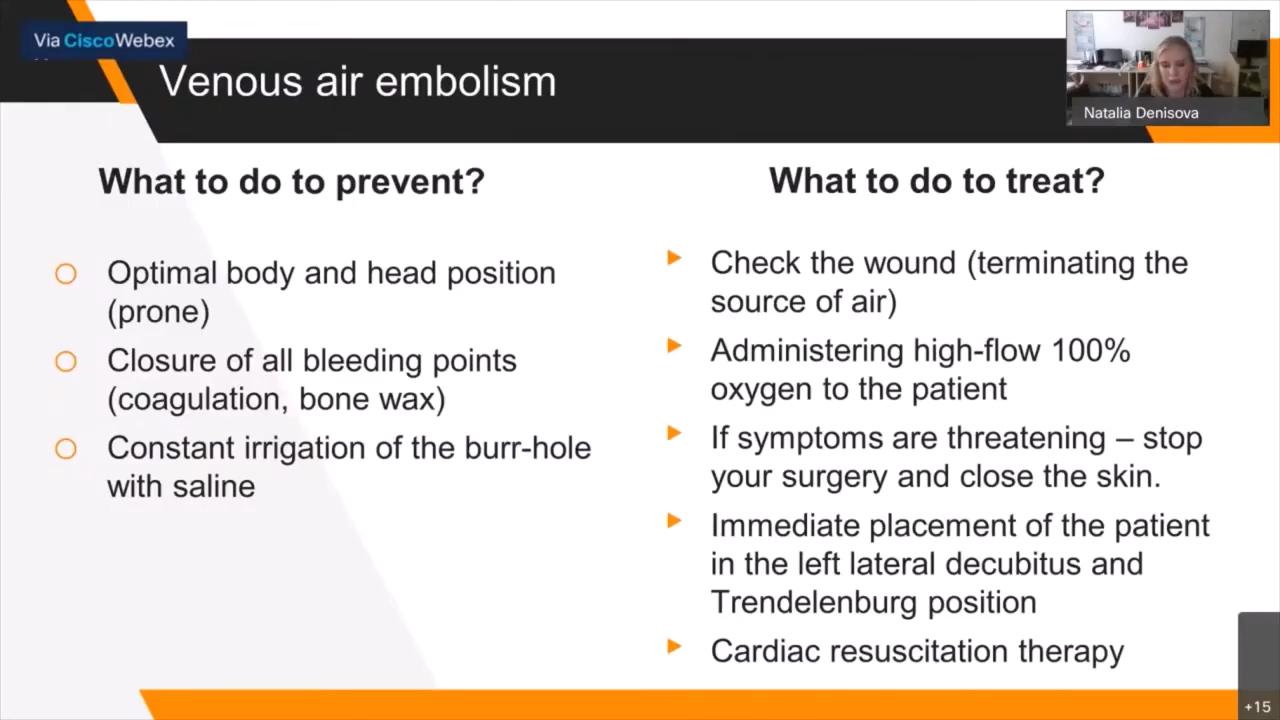 Via CiscoWebex
Venous air embolism
Natalia Denisova
What to do to prevent?
Optimal body and head position
(prone)
Closure of all bleeding points
(coagulation, bone wax)
Constant irrigation of the burr-hole
with saline
What to do to treat?
Check the wound (terminating the
source of air)
Administering high-flow 100%
oxygen to the patient
If symptoms are threatening – stop
your surgery and close the skin.
Immediate placement of the patient
in the left lateral decubitus and
Trendelenburg position
Cardiac resuscitation therapy
+15